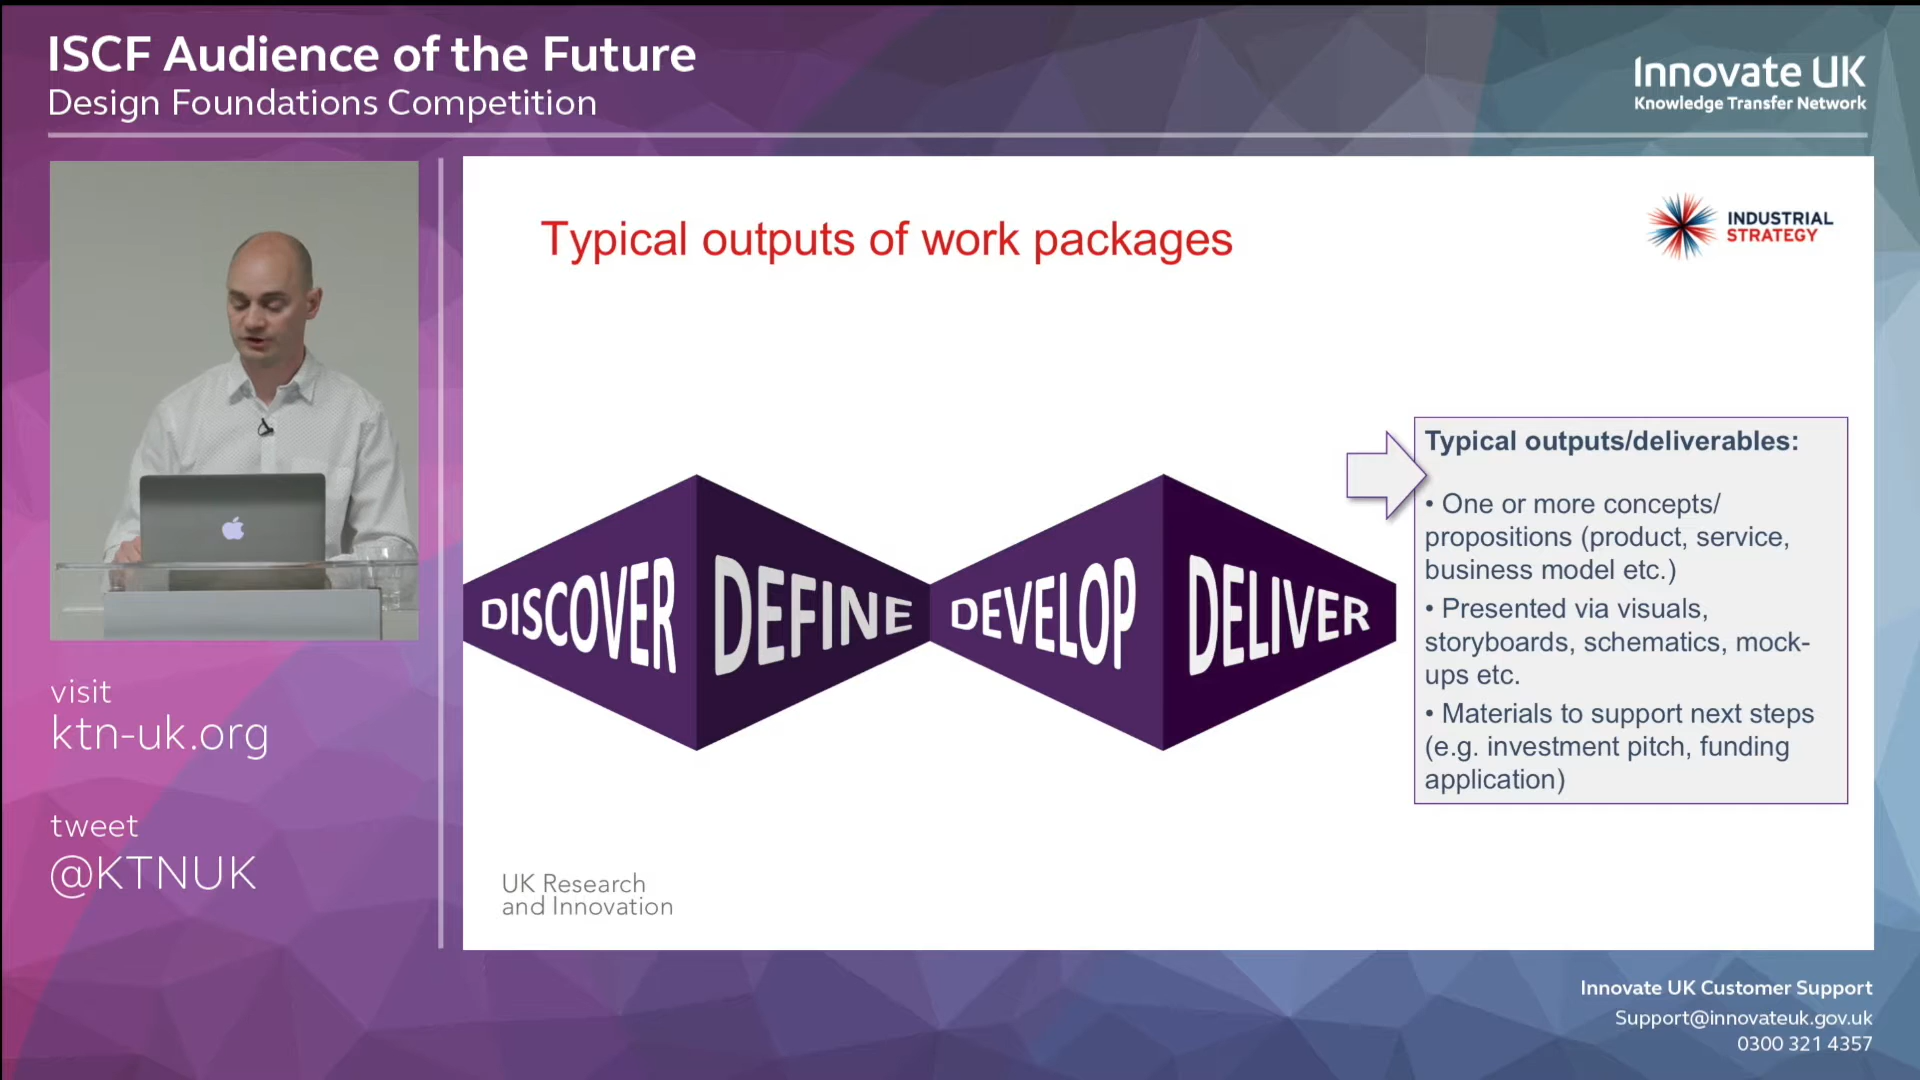 ISCF Audience of the Future
Design Foundations Competition
Innovate UK
Knowledge Transfer Network
visit
ktn-uk.org
tweet
@KTNUK
Typical outputs of work packages
INDUSTRIAL
STRATEGY
DISCOVER DEFINE DEVELOP DELIVER
Typical outputs/deliverables:
• One or more concepts/
propositions (product, service,
business model etc.)
• Presented via visuals,
storyboards, schematics, mock-
ups etc.
• Materials to support next steps
(e.g. investment pitch, funding
application)
UK Research
and Innovation
Innovate UK Customer Support
Support@innovateuk.gov.uk
0300 321 4357